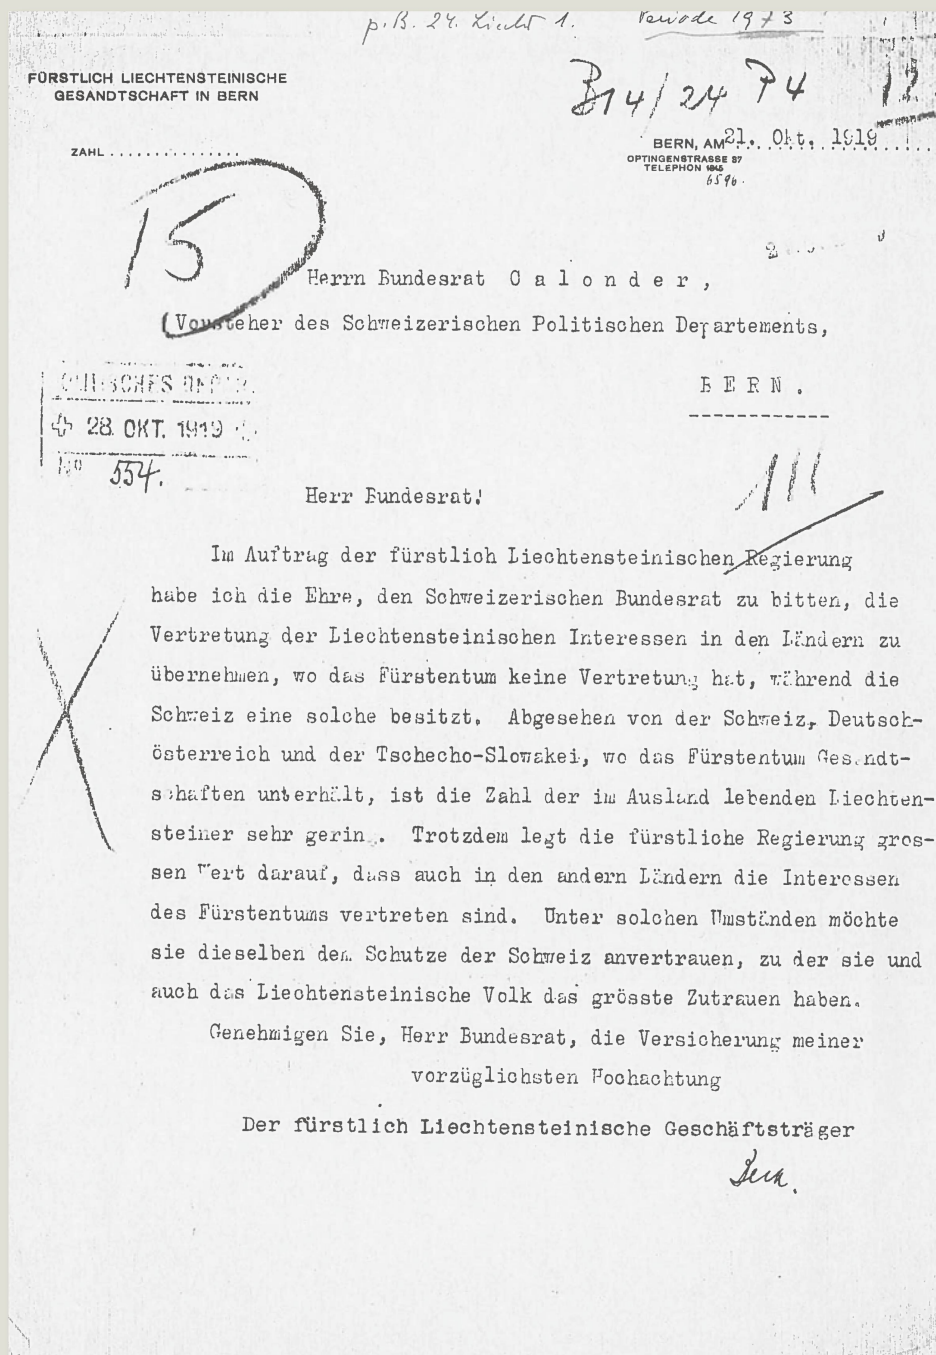 p. B. 24. Liecht 1. Periode 1973
FÜRSTLICH LIECHTENSTEINISCHE
GESANDTSCHAFT IN BERN
B14/24 P4
ZAHL...............
BERN, AM 21. Okt. 1919
OPTINGENSTRASSE 37
TELEPHON 1845
6596.
15
Herrn Bundesrat C a l o n d e r ,
(Vorsteher des Schweizerischen Politischen Departements,
B E R N .
------------
28. OKT. 1919
No 554.
111
Herr Bundesrat!
Im Auftrag der fürstlich Liechtensteinischen Regierung
habe ich die Ehre, den Schweizerischen Bundesrat zu bitten, die
Vertretung der Liechtensteinischen Interessen in den Ländern zu
übernehmen, wo das Fürstentum keine Vertretung hat, während die
Schweiz eine solche besitzt. Abgesehen von der Schweiz, Deutsch-
österreich und der Tschecho-Slowakei, wo das Fürstentum Gesandt-
schaften unterhält, ist die Zahl der im Ausland lebenden Liechten-
steiner sehr gering. Trotzdem legt die fürstliche Regierung gros-
sen Wert darauf, dass auch in den andern Ländern die Interessen
des Fürstentums vertreten sind. Unter solchen Umständen möchte
sie dieselben dem Schutze der Schweiz anvertrauen, zu der sie und
auch das Liechtensteinische Volk das grösste Zutrauen haben.
Genehmigen Sie, Herr Bundesrat, die Versicherung meiner
vorzüglichsten Hochachtung
Der fürstlich Liechtensteinische Geschäftsträger
Beck.